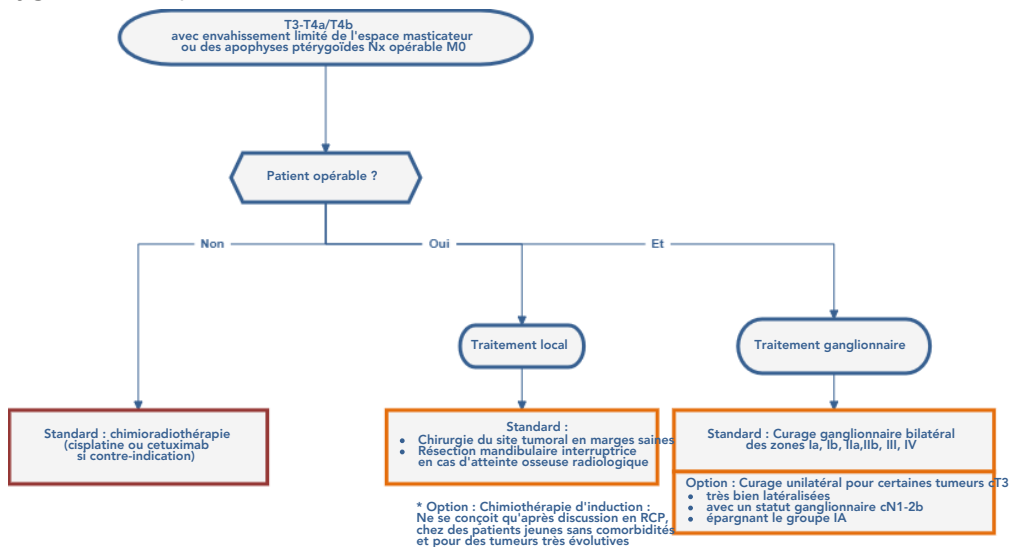 T3-T4a/T4b
avec envahissement limité de l'espace masticateur
ou des apophyses ptérygoïdes Nx opérable M0
Patient opérable ?
Non
Oui
Et
Traitement local
Traitement ganglionnaire
Standard : chimioradiothérapie
(cisplatine ou cetuximab
si contre-indication)
Standard :
• Chirurgie du site tumoral en marges saines
• Résection mandibulaire interruptrice
en cas d'atteinte osseuse radiologique
Standard : Curage ganglionnaire bilatéral
des zones Ia, Ib, IIa,IIb, III, IV
Option : Curage unilatéral pour certaines tumeurs cT3
• très bien latéralisées
• avec un statut ganglionnaire cN1-2b
• épargnant le groupe IA
* Option : Chimiothérapie d'induction :
Ne se conçoit qu'après discussion en RCP,
chez des patients jeunes sans comorbidités
et pour des tumeurs très évolutives